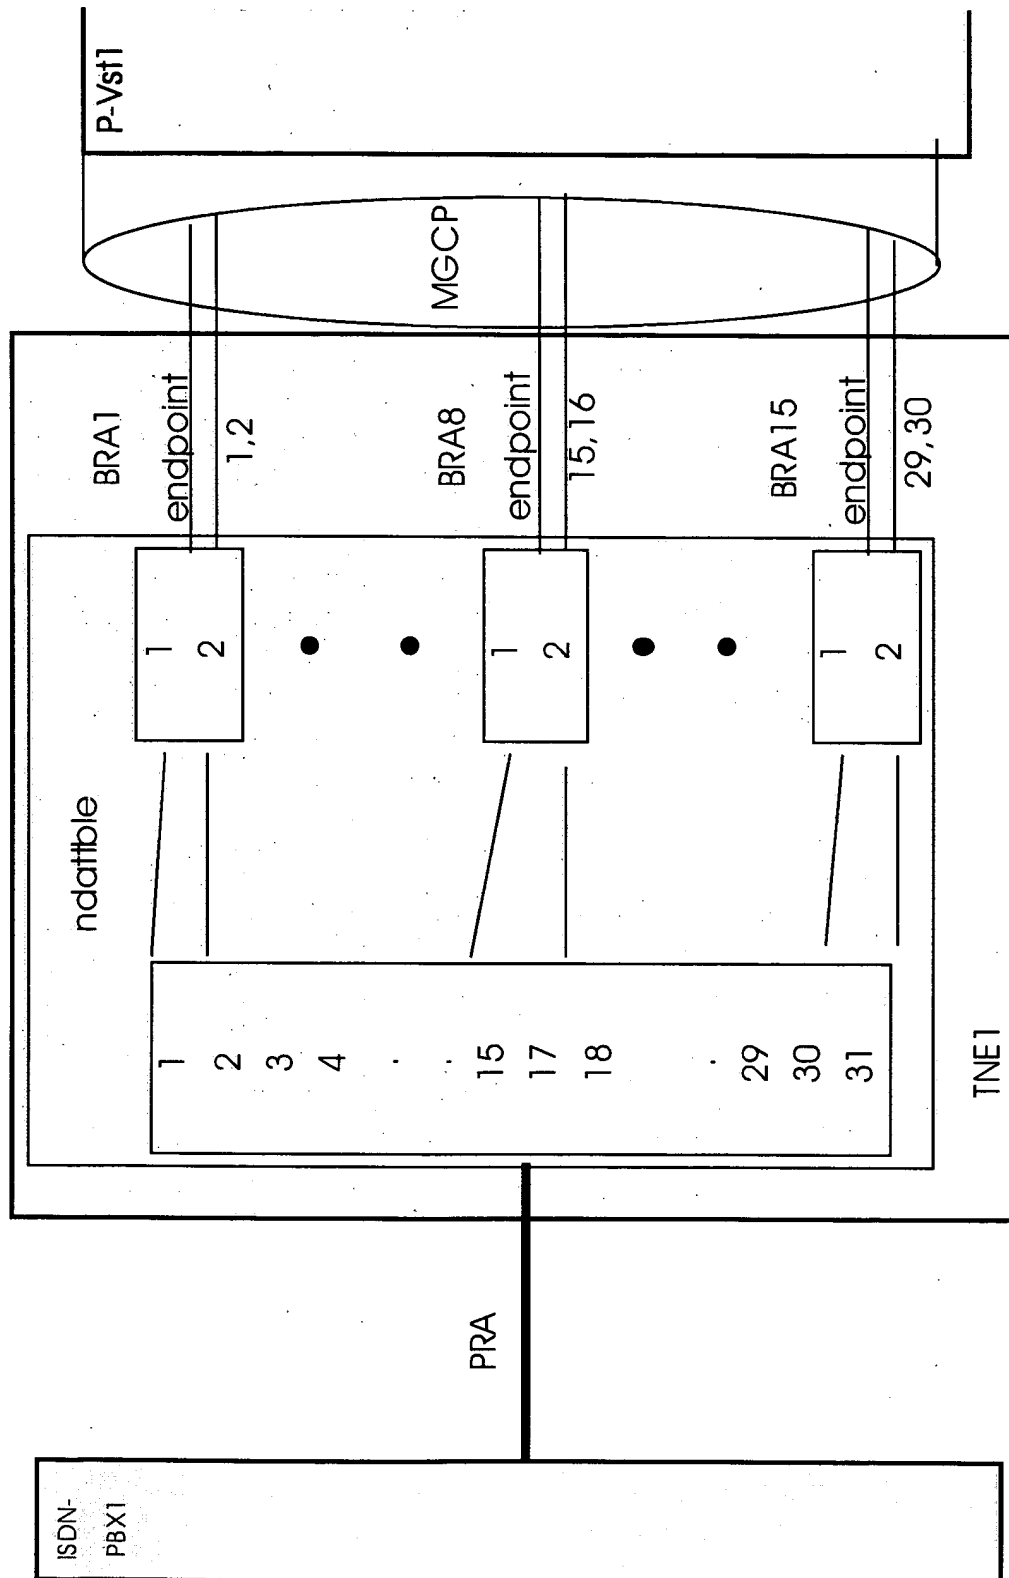 ISDN-
PBX1
PRA
TNE1
1
2
3
4
15
17
18
29
30
31
ndattble
1
2
1
2
1
2
BRA1
endpoint
1,2
BRA8
endpoint
15,16
BRA15
endpoint
29,30
MGCP
P-Vst1